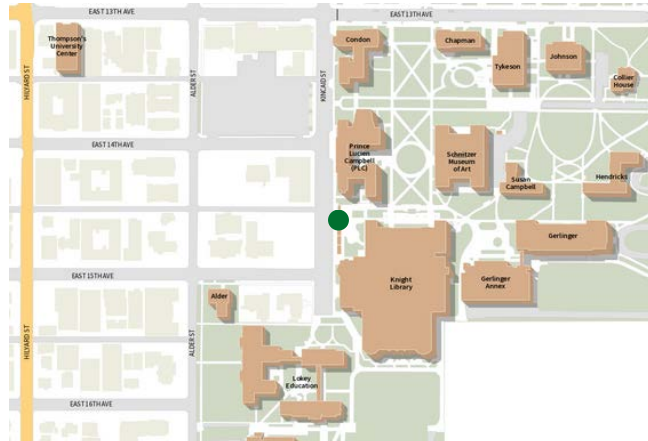 EAST 13TH AVE
EAST 13TH AVE
Thompson's
University
Center
Condon
Chapman
Tykeson
Johnson
Collier
House
HILYARD ST
ALDER ST
KINCAID ST
EAST 14TH AVE
Prince
Lucien
Campbell
(PLC)
Schnitzer
Museum
of Art
Susan
Campbell
Hendricks
Gerlinger
EAST 15TH AVE
Knight
Library
Gerlinger
Annex
Alder
HILYARD ST
ALDER ST
Lokey
Education
EAST 16TH AVE